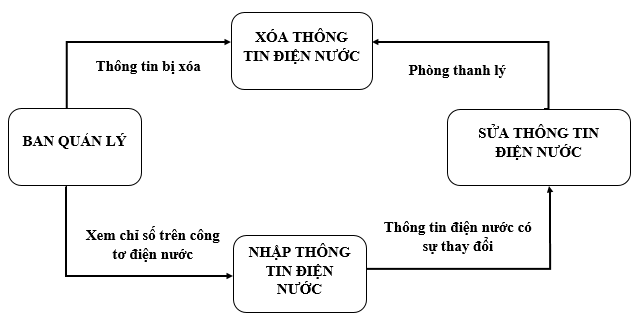 XÓA THÔNG
TIN ĐIỆN NƯỚC
Thông tin bị xóa
Phòng thanh lý
BAN QUÁN LÝ
SỬA THÔNG TIN
ĐIỆN NƯỚC
Xem chỉ số trên công
tơ điện nước
Thông tin điện nước có
sự thay đổi
NHẬP THÔNG
TIN ĐIỆN
NƯỚC